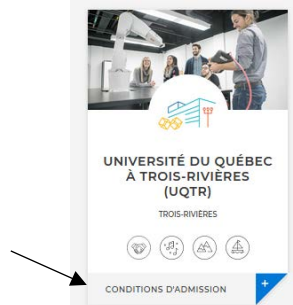 UNIVERSITÉ DU QUÉBEC
À TROIS-RIVIÈRES
(UQTR)
TROIS-RIVIÈRES
CONDITIONS D'ADMISSION
+